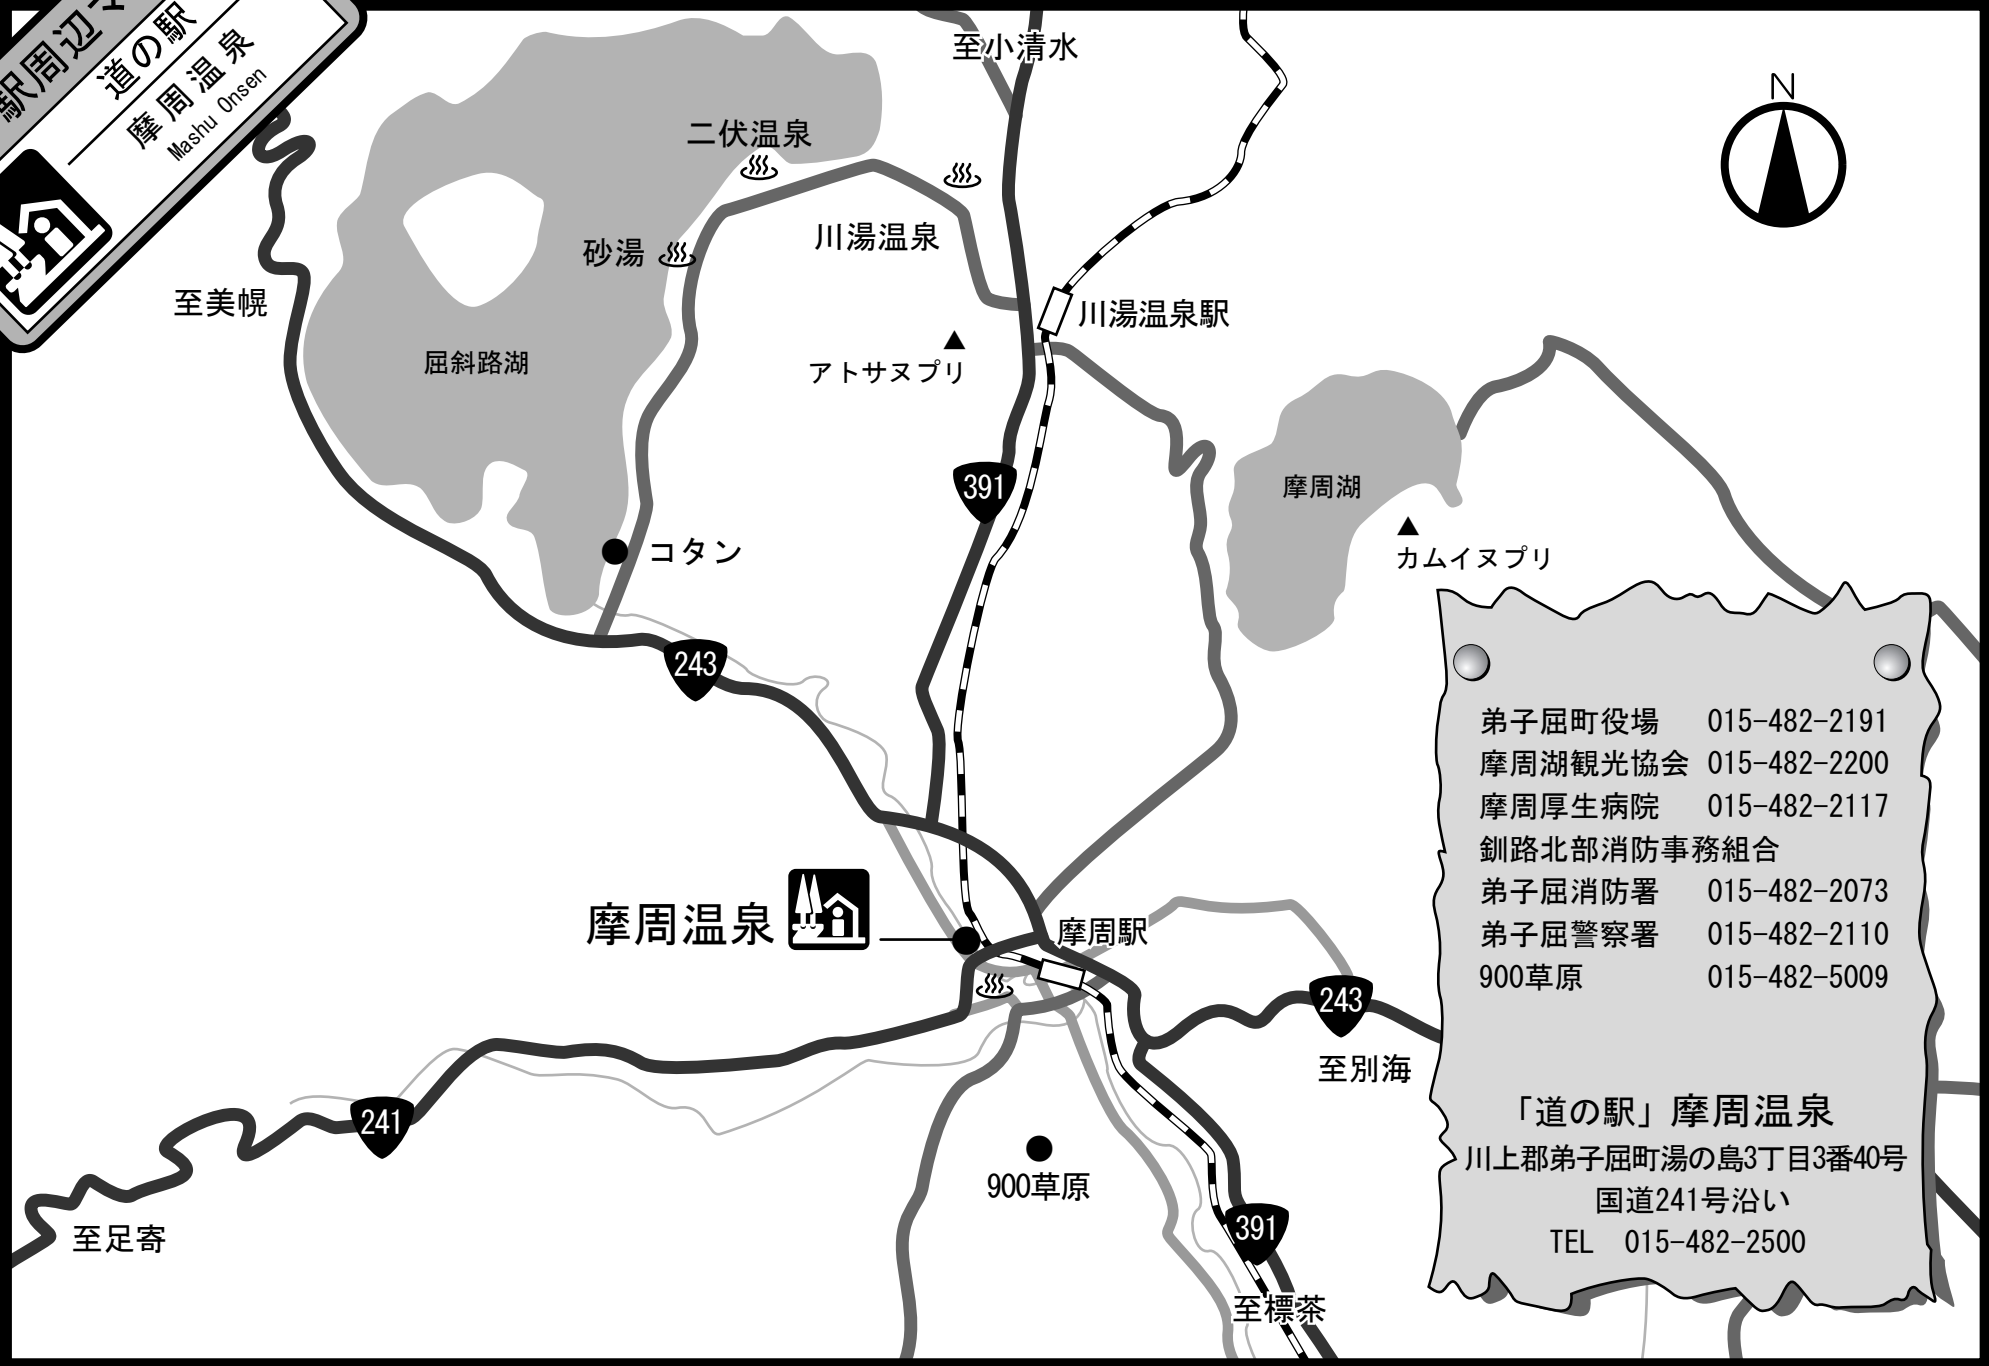 駅周辺マ
道の駅
摩周温泉
Mashu Onsen
至小清水
N
二伏温泉
砂湯
川湯温泉
至美幌
川湯温泉駅
屈斜路湖
アトサヌプリ
391
摩周湖
カムイヌプリ
コタン
243
摩周温泉
摩周駅
243
至別海
241
900草原
至足寄
391
至標茶
弟子屈町役場 015-482-2191
摩周湖観光協会 015-482-2200
摩周厚生病院 015-482-2117
釧路北部消防事務組合
弟子屈消防署 015-482-2073
弟子屈警察署 015-482-2110
900草原 015-482-5009
「道の駅」摩周温泉
川上郡弟子屈町湯の島3丁目3番40号
国道241号沿い
TEL 015-482-2500